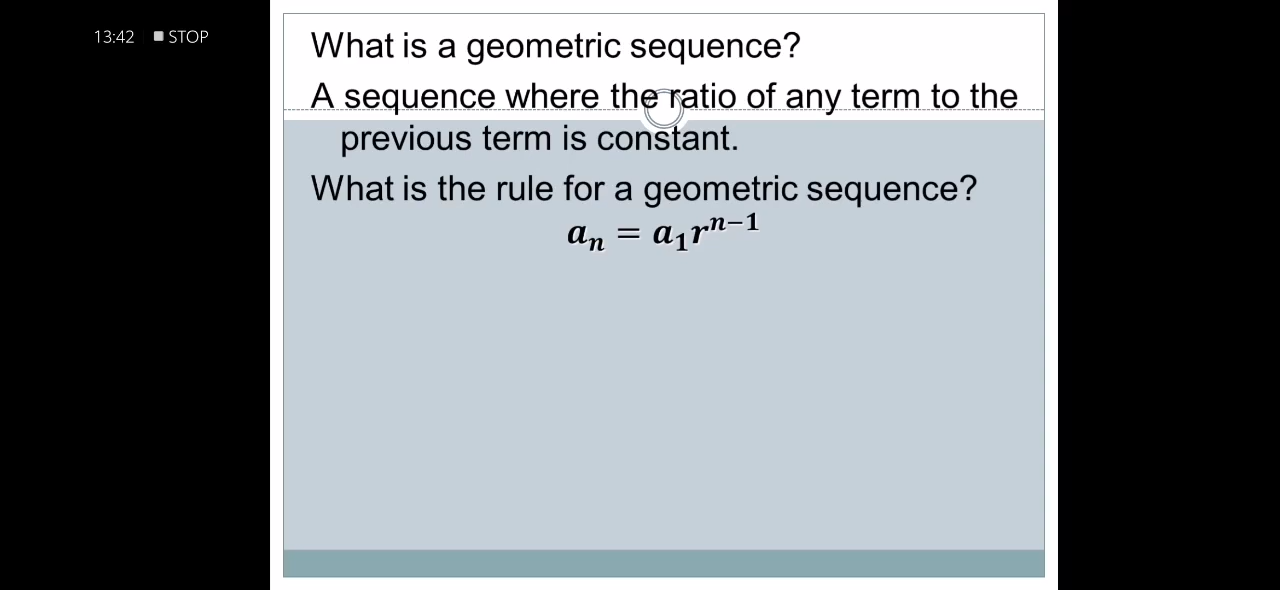 13:42 STOP
What is a geometric sequence?
A sequence where the ratio of any term to the
previous term is constant.
What is the rule for a geometric sequence?
aₙ = a₁rⁿ⁻¹